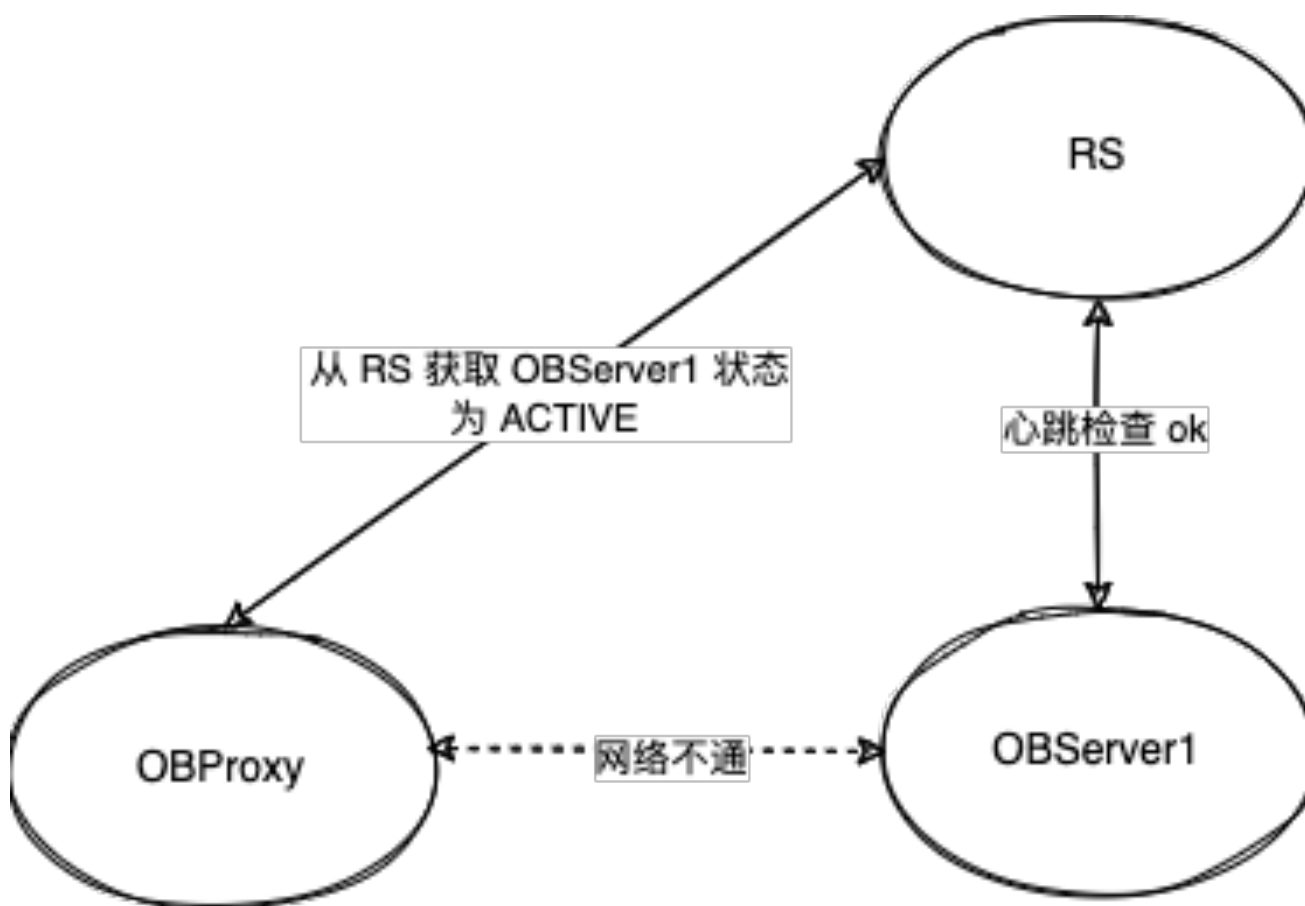 RS
从 RS 获取 OBServer1 状态
为 ACTIVE
心跳检查 ok
OBProxy
网络不通
OBServer1